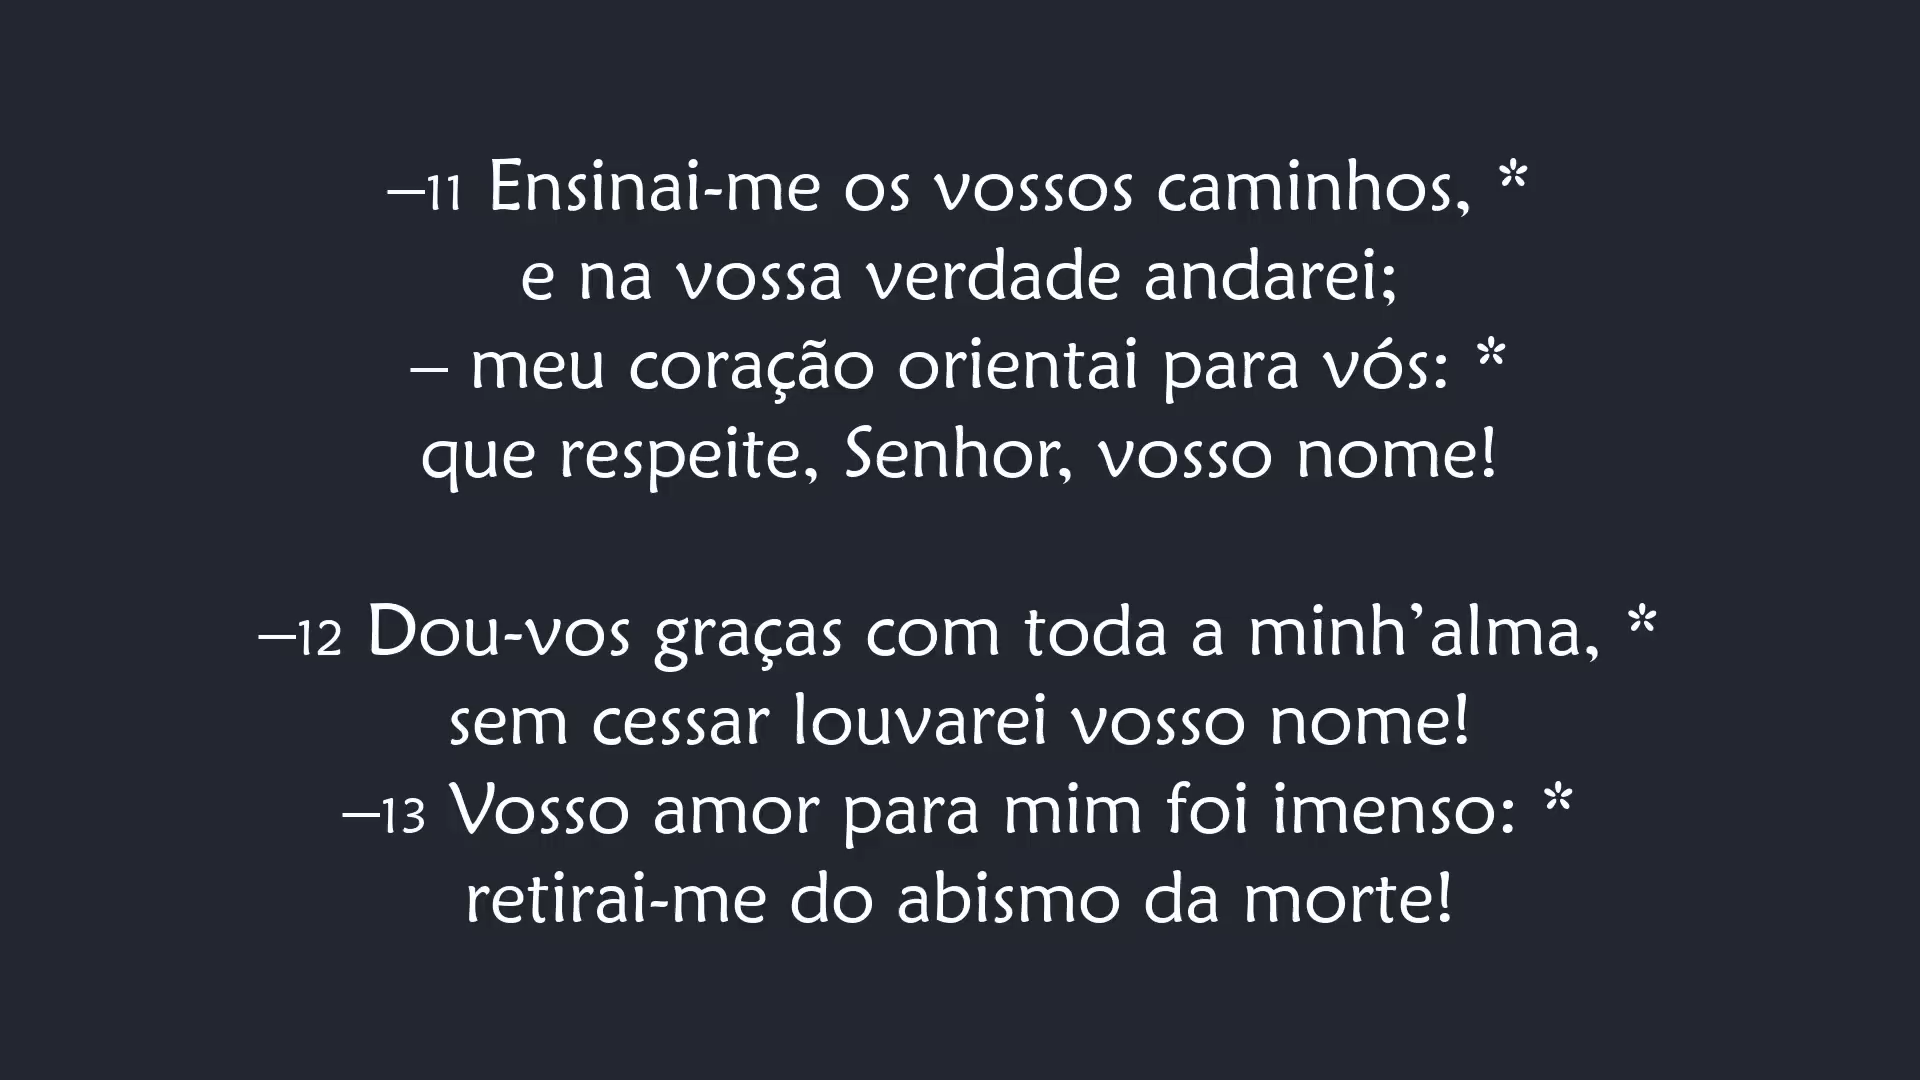 –11 Ensinai-me os vossos caminhos, *
e na vossa verdade andarei;
– meu coração orientai para vós: *
que respeite, Senhor, vosso nome!
–12 Dou-vos graças com toda a minh’alma, *
sem cessar louvarei vosso nome!
–13 Vosso amor para mim foi imenso: *
retirai-me do abismo da morte!